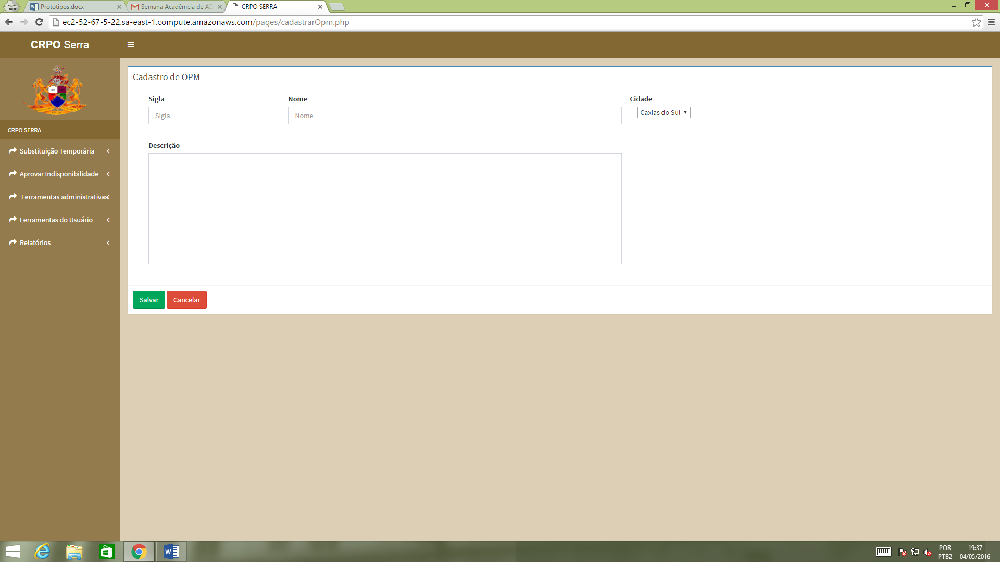 Prototipos.docx
Semana Acadêmcia de AD
CRPO SERRA
ec2-52-67-5-22.sa-east-1.compute.amazonaws.com/pages/cadastrarOpm.php
CRPO Serra
CRPO SERRA
Substituição Temporária
Aprovar Indisponibilidade
Ferramentas administrativas
Ferramentas do Usuário
Relatórios
Cadastro de OPM
Sigla
Nome
Cidade
Sigla
Nome
Caxias do Sul
Descrição
Salvar
Cancelar
POR
PTB2
19:37
04/05/2016